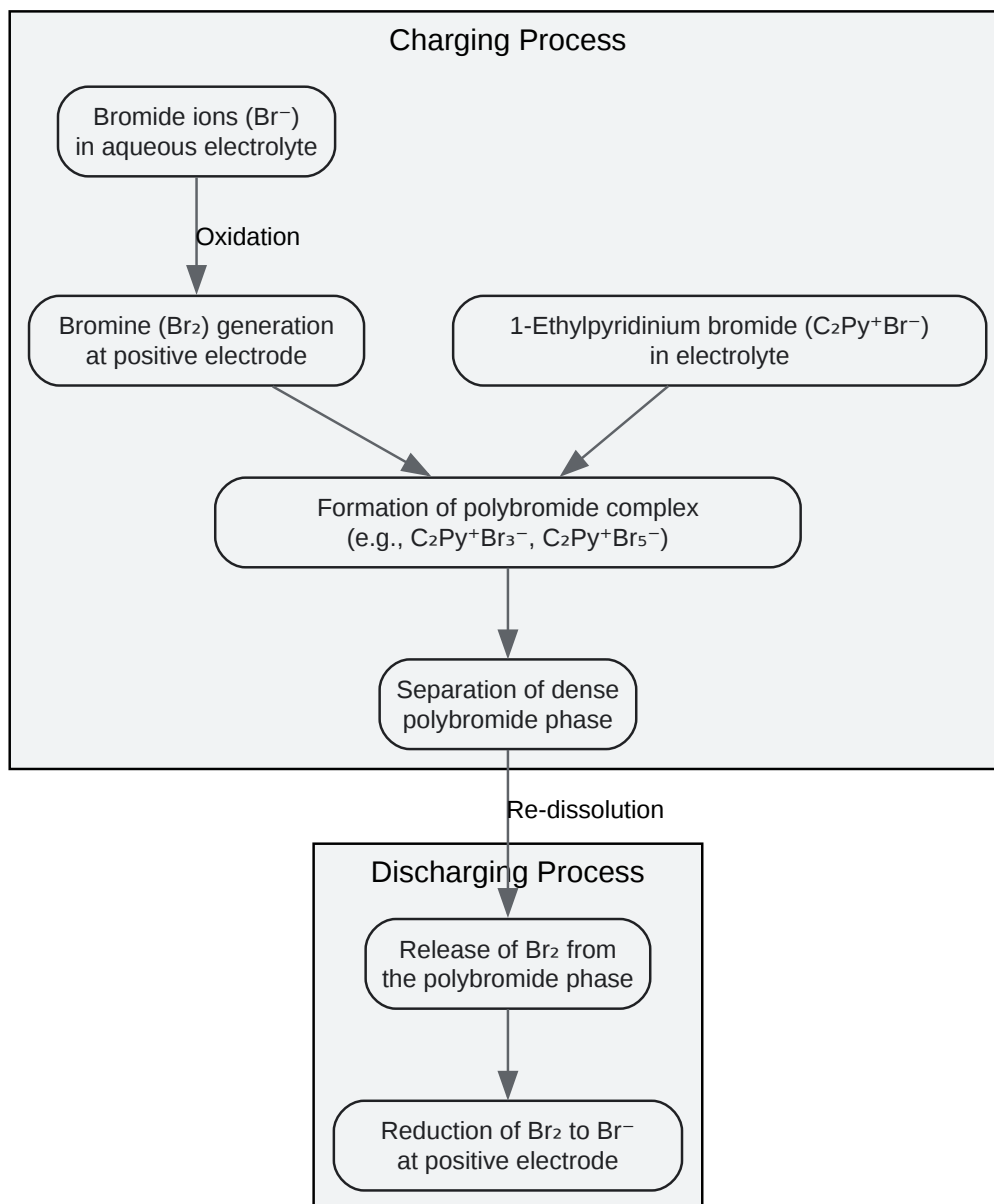 Charging Process
Bromide ions (Br⁻)
in aqueous electrolyte
Oxidation
Bromine (Br₂) generation
at positive electrode
1-Ethylpyridinium bromide (C₂Py⁺Br⁻)
in electrolyte
Formation of polybromide complex
(e.g., C₂Py⁺Br₃⁻, C₂Py⁺Br₅⁻)
Separation of dense
polybromide phase
Re-dissolution
Discharging Process
Release of Br₂ from
the polybromide phase
Reduction of Br₂ to Br⁻
at positive electrode